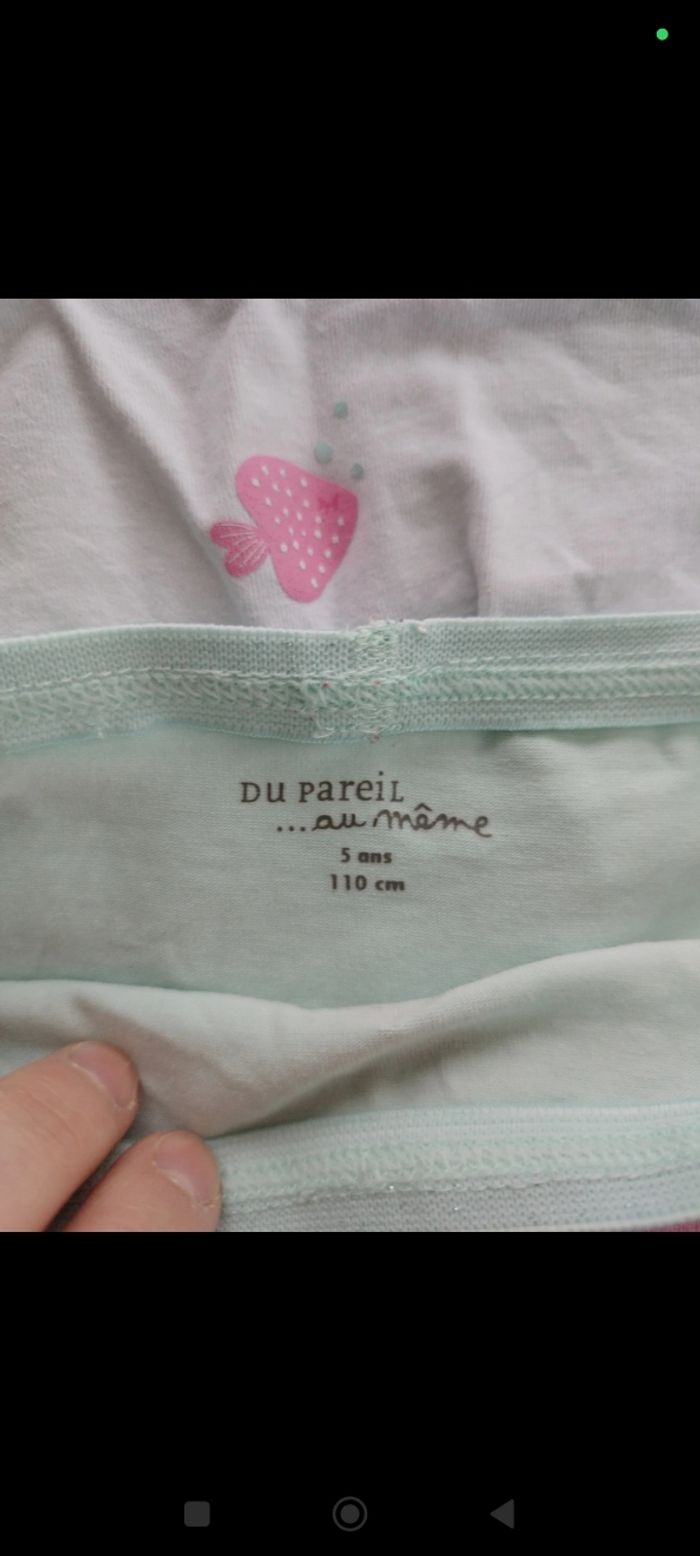 Du Pareil
...au même
5 ans
110 cm